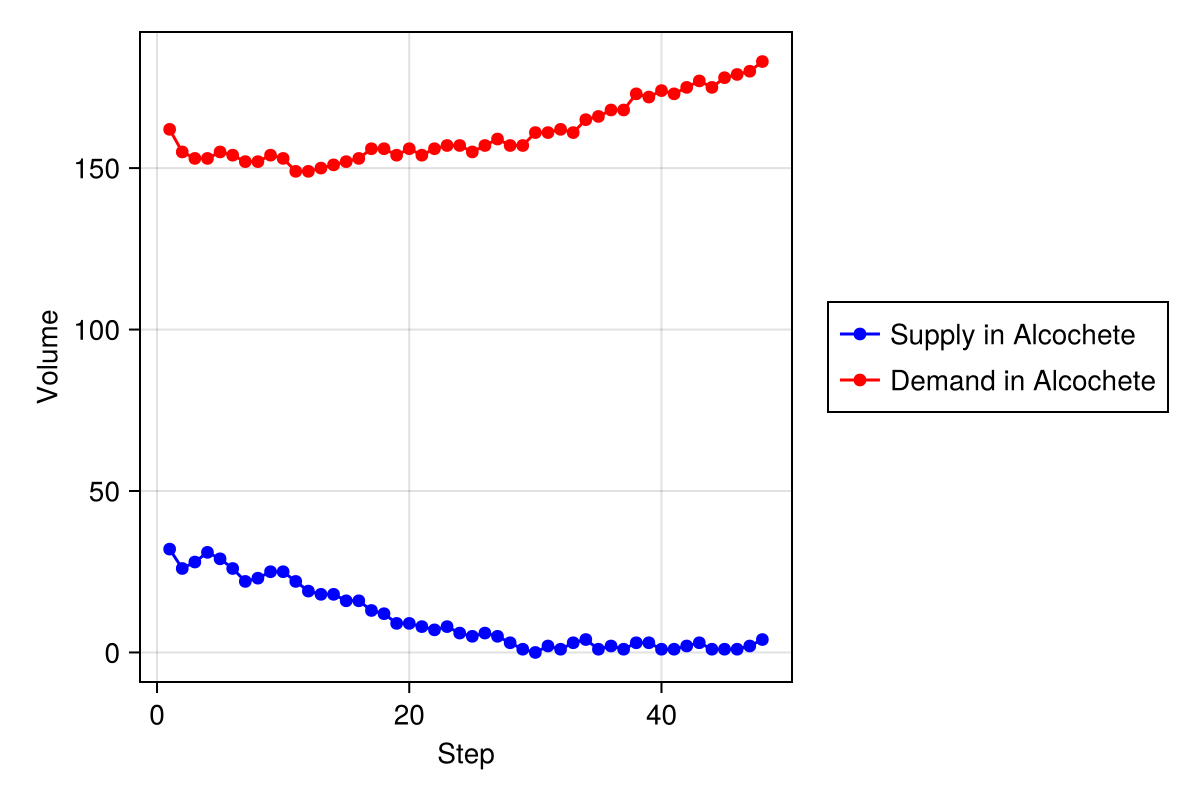 150
100
50
0
Volume
0 20 40
Step
Supply in Alcochete
Demand in Alcochete